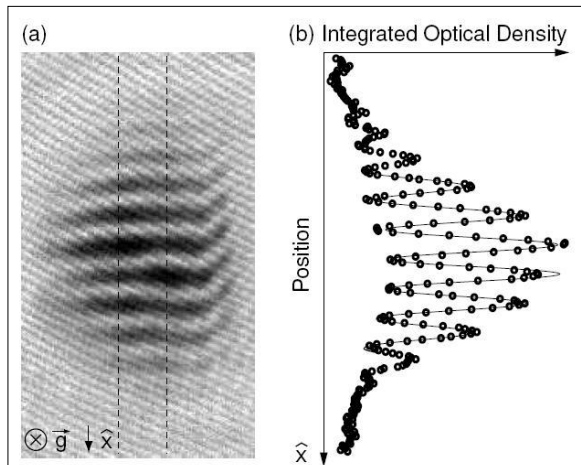 (a)
⊗ g⃗ ↓ x̂
(b) Integrated Optical Density
Position
x̂